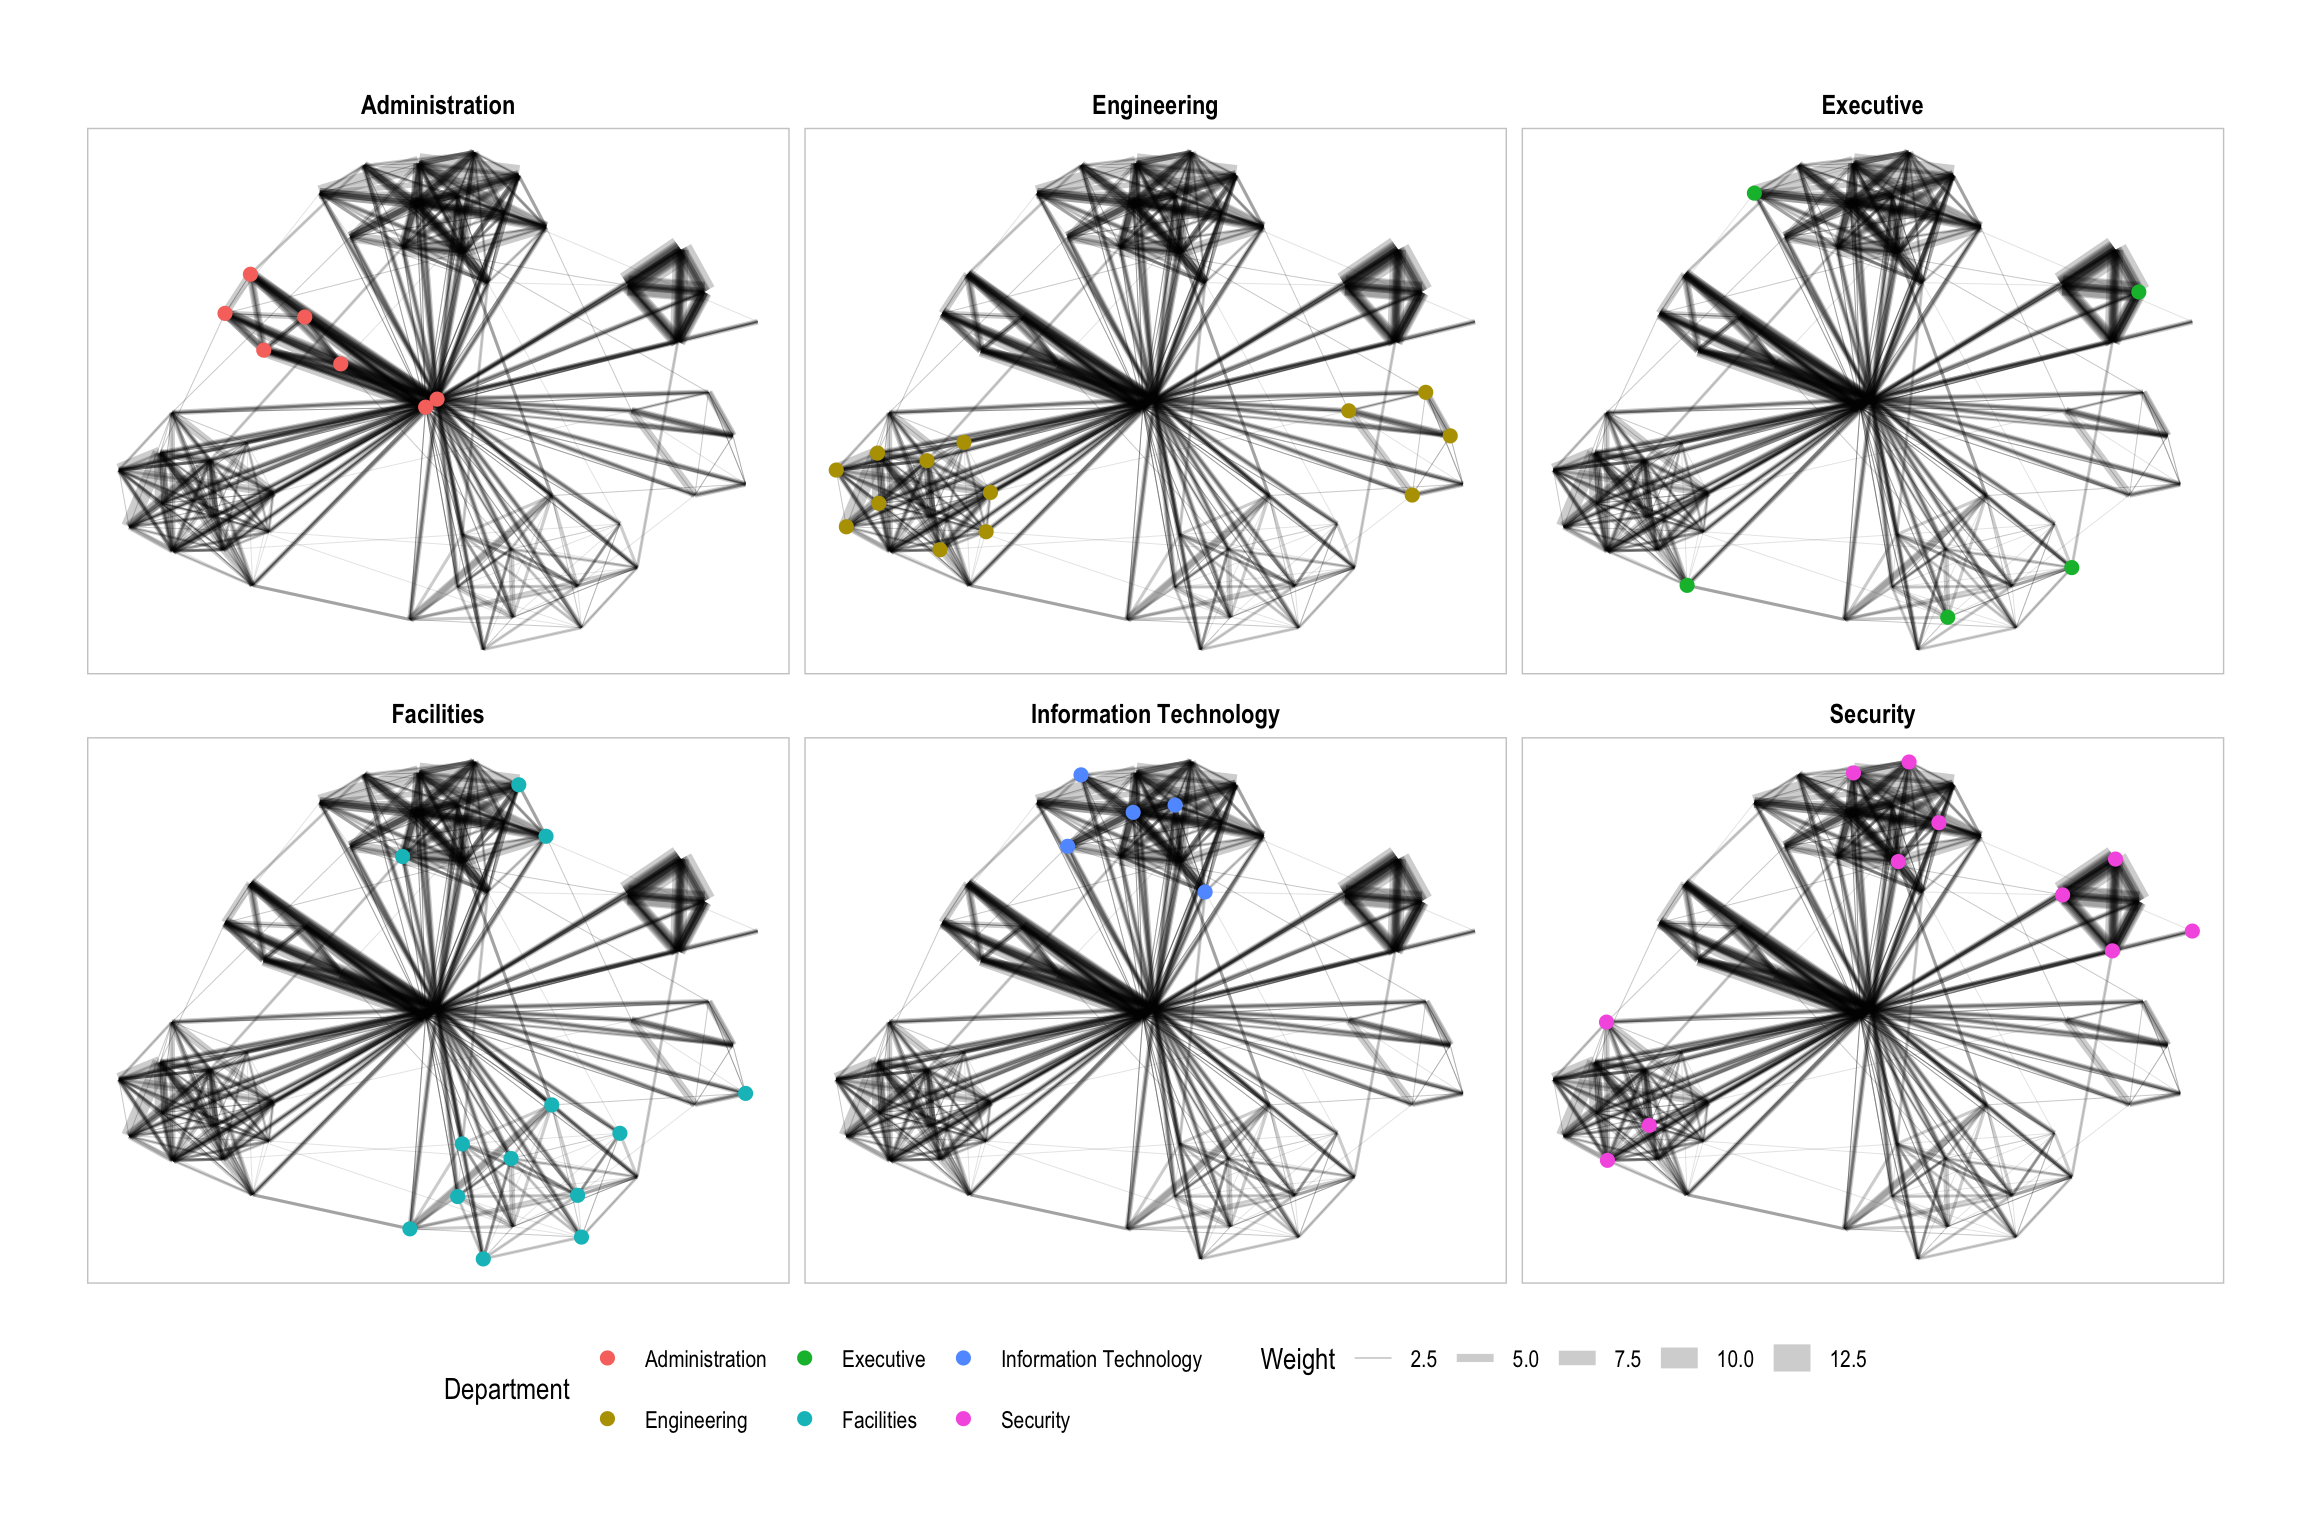 Administration
Engineering
Executive
Facilities
Information Technology
Security
Department
Administration
Executive
Information Technology
Engineering
Facilities
Security
Weight
2.5
5.0
7.5
10.0
12.5